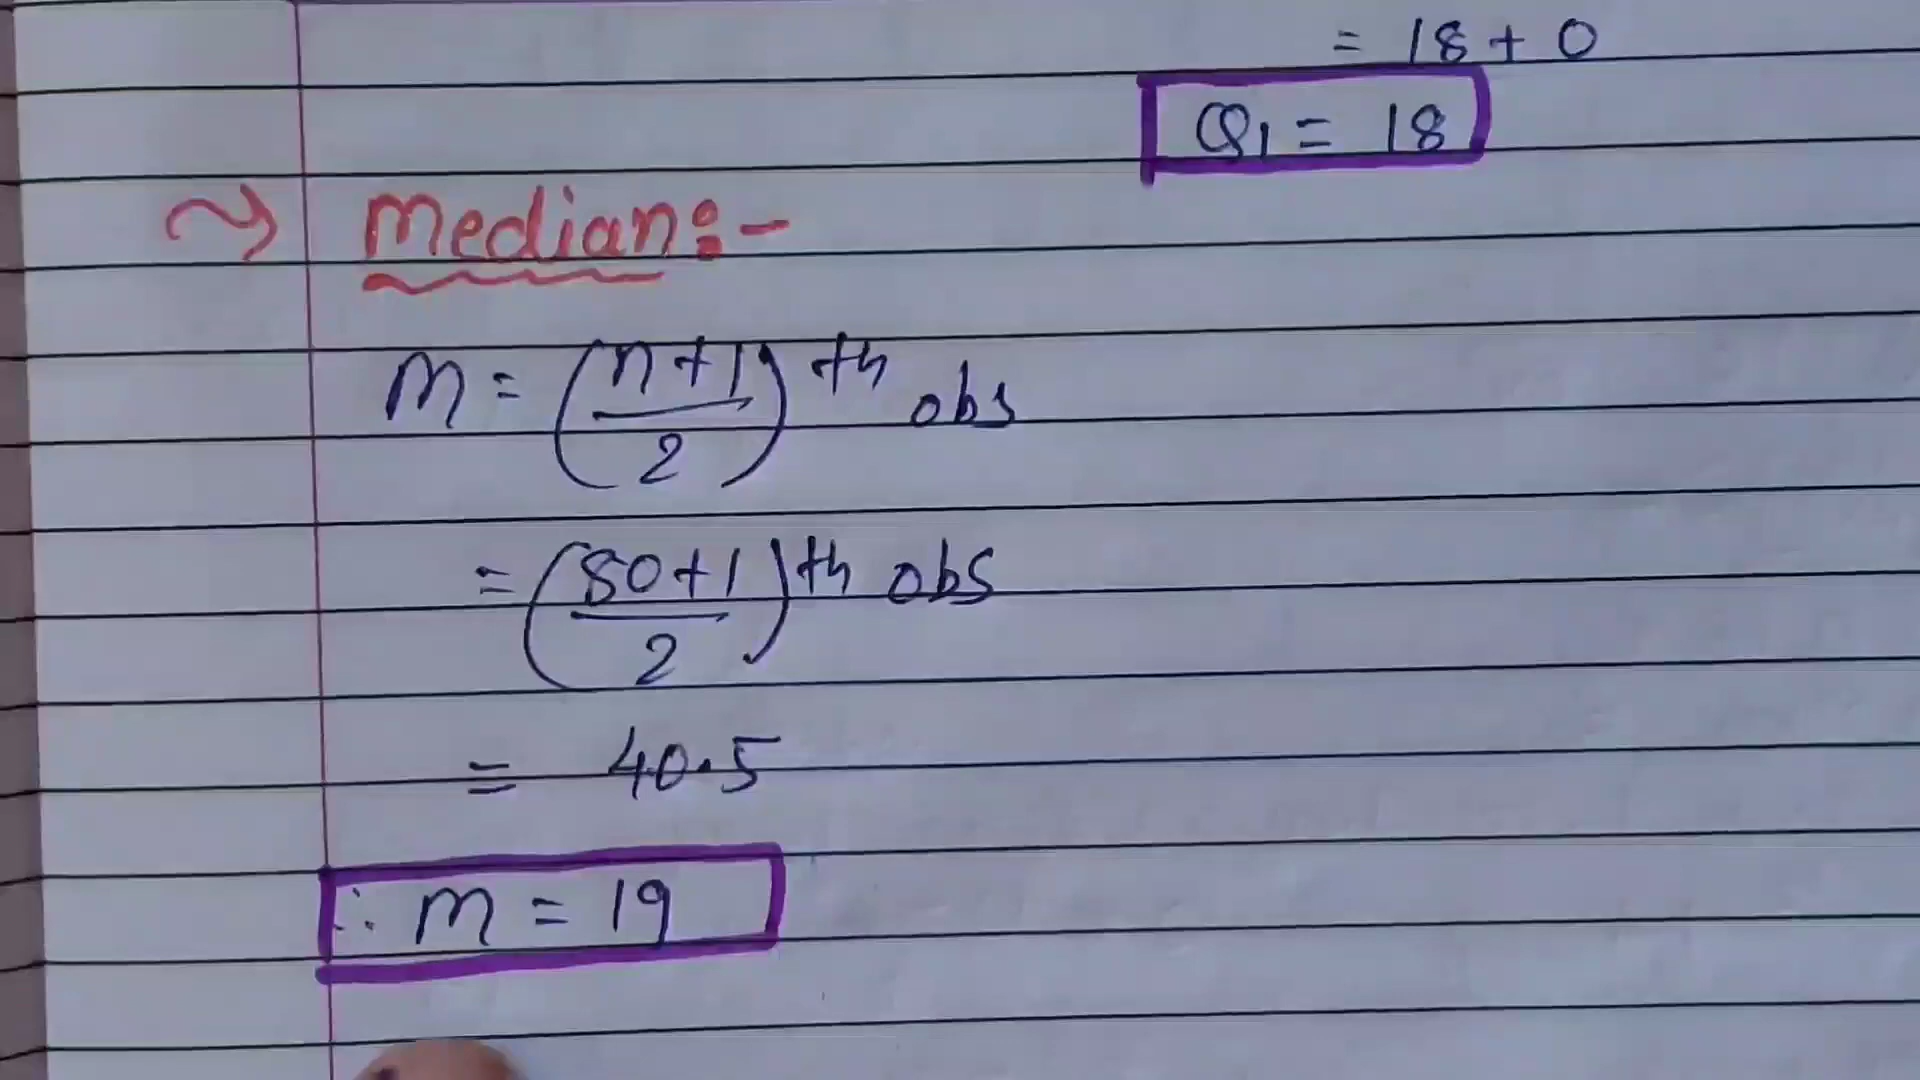 = 18 + 0
Q1 = 18
Median:-
M = (n+1/2)th obs
= (80+1/2)th obs
= 40.5
∴ M = 19